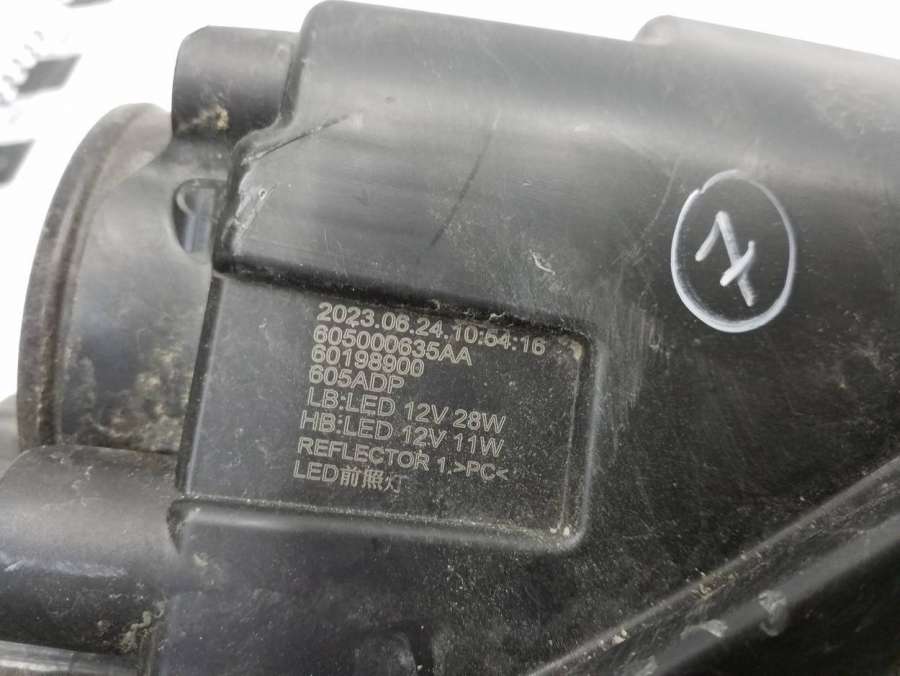 2023.06.24.10:54:16
605000635AA
60198900
605ADP
LB:LED 12V 28W
HB:LED 12V 11W
REFLECTOR 1.>PC<
LED前照灯
7